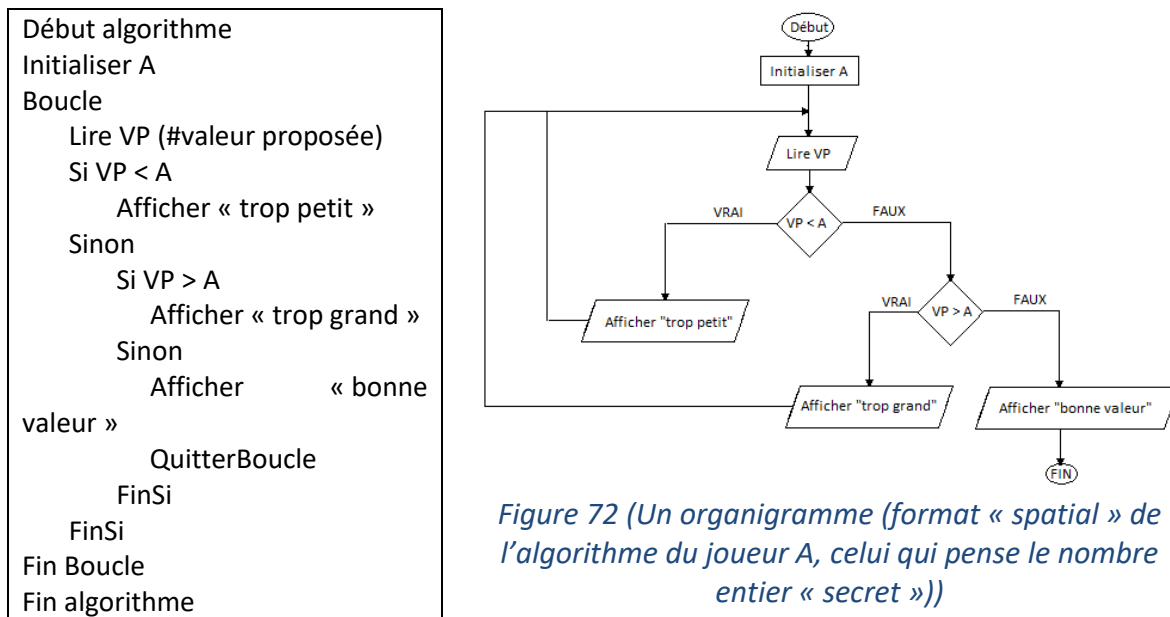 Début algorithme
Initialiser A
Boucle
Lire VP (#valeur proposée)
Si VP < A
Afficher « trop petit »
Sinon
Si VP > A
Afficher « trop grand »
Sinon
Afficher « bonne
valeur »
QuitterBoucle
FinSi
FinSi
Fin Boucle
Fin algorithme
Début
Initialiser A
Lire VP
VRAI
VP < A
FAUX
Afficher "trop petit"
VRAI
VP > A
FAUX
Afficher "trop grand"
Afficher "bonne valeur"
FIN
Figure 72 (Un organigramme (format « spatial » de
l’algorithme du joueur A, celui qui pense le nombre
entier « secret »))